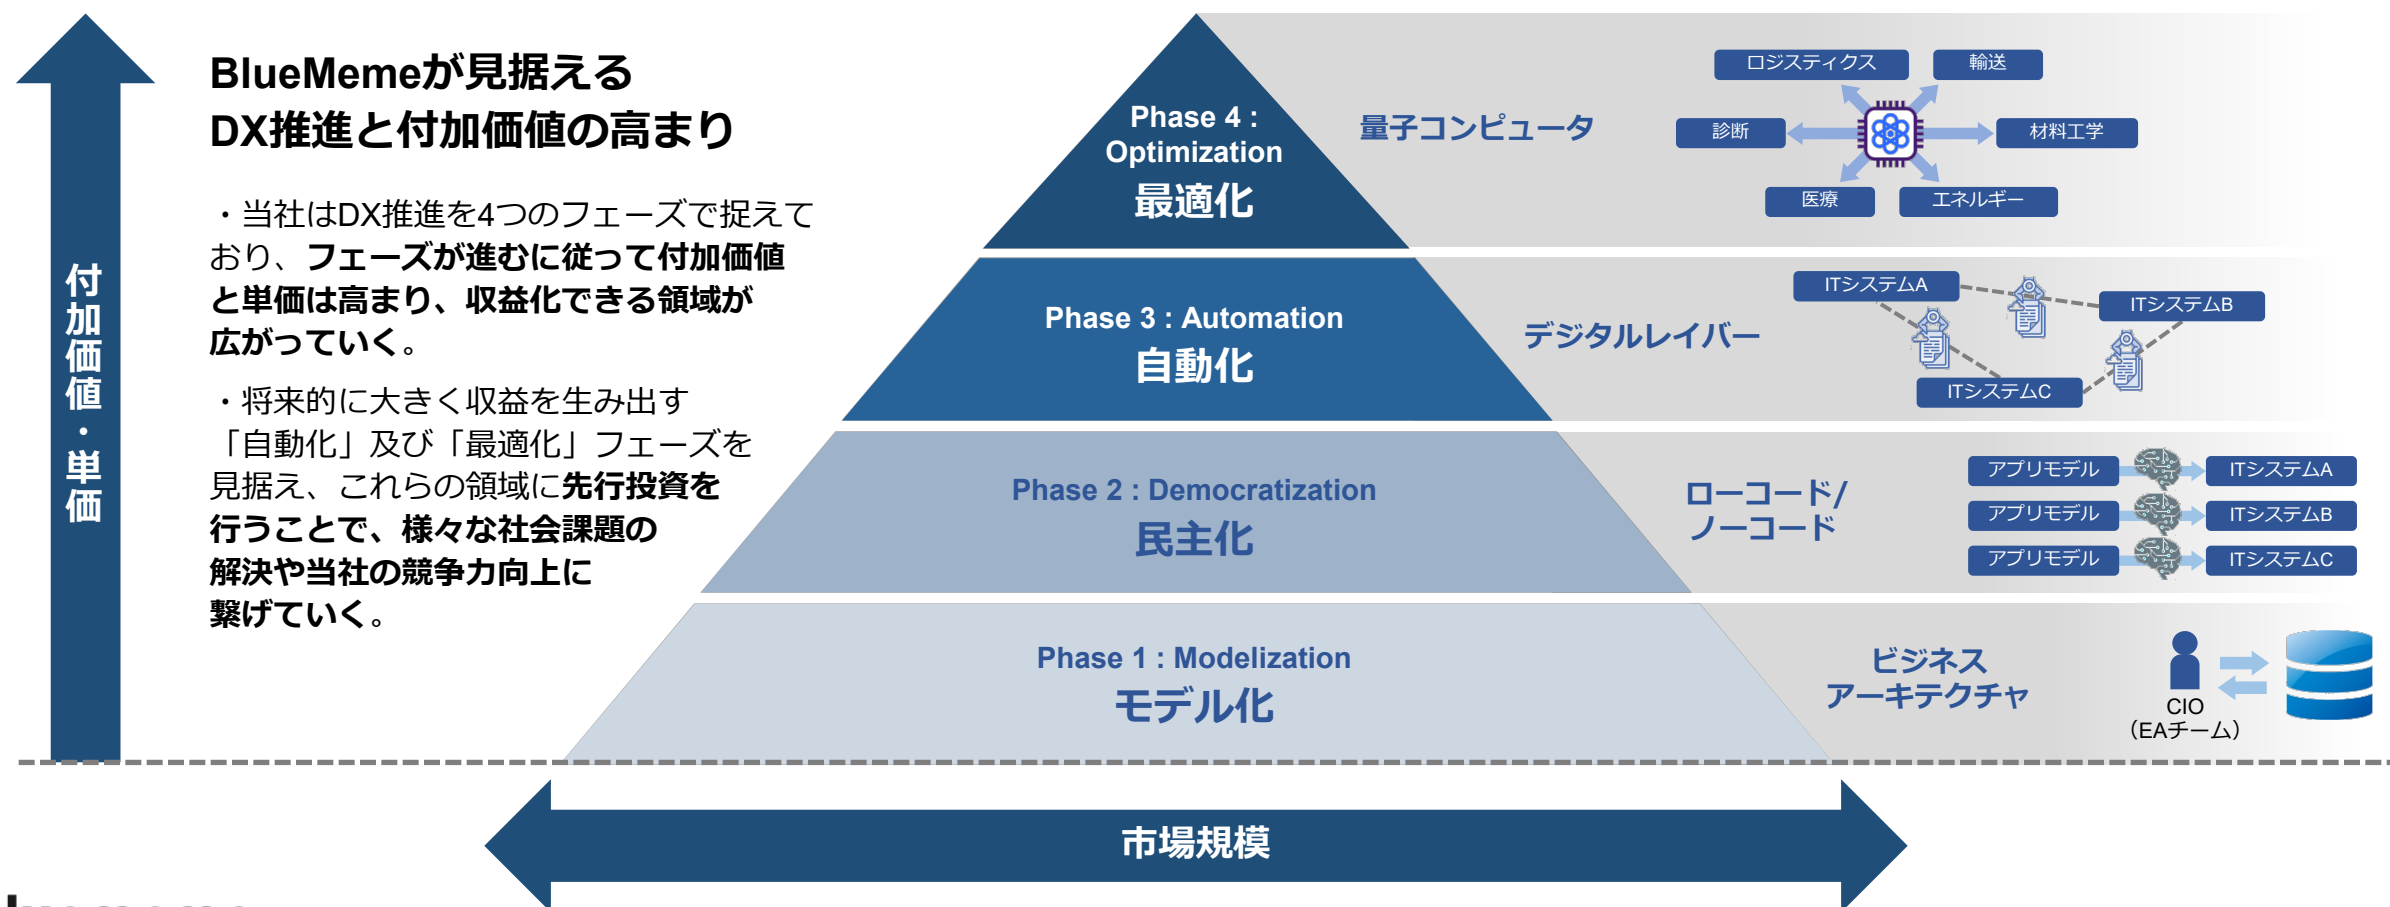 BlueMemeが見据える
DX推進と付加価値の高まり
・当社はDX推進を4つのフェーズで捉えて
おり、フェーズが進むに従って付加価値
と単価は高まり、収益化できる領域が
広がっていく。
・将来的に大きく収益を生み出す
「自動化」及び「最適化」フェーズを
見据え、これらの領域に先行投資を
行うことで、様々な社会課題の
解決や当社の競争力向上に
繋げていく。
付加価値・単価
Phase 4 :
Optimization
最適化
量子コンピュータ
ロジスティクス
輸送
診断
材料工学
医療
エネルギー
Phase 3 : Automation
自動化
デジタルレイバー
ITシステムA
ITシステムB
ITシステムC
Phase 2 : Democratization
民主化
ローコード/
ノーコード
アプリモデル
ITシステムA
アプリモデル
ITシステムB
アプリモデル
ITシステムC
Phase 1 : Modelization
モデル化
ビジネス
アーキテクチャ
CIO
（EAチーム）
市場規模